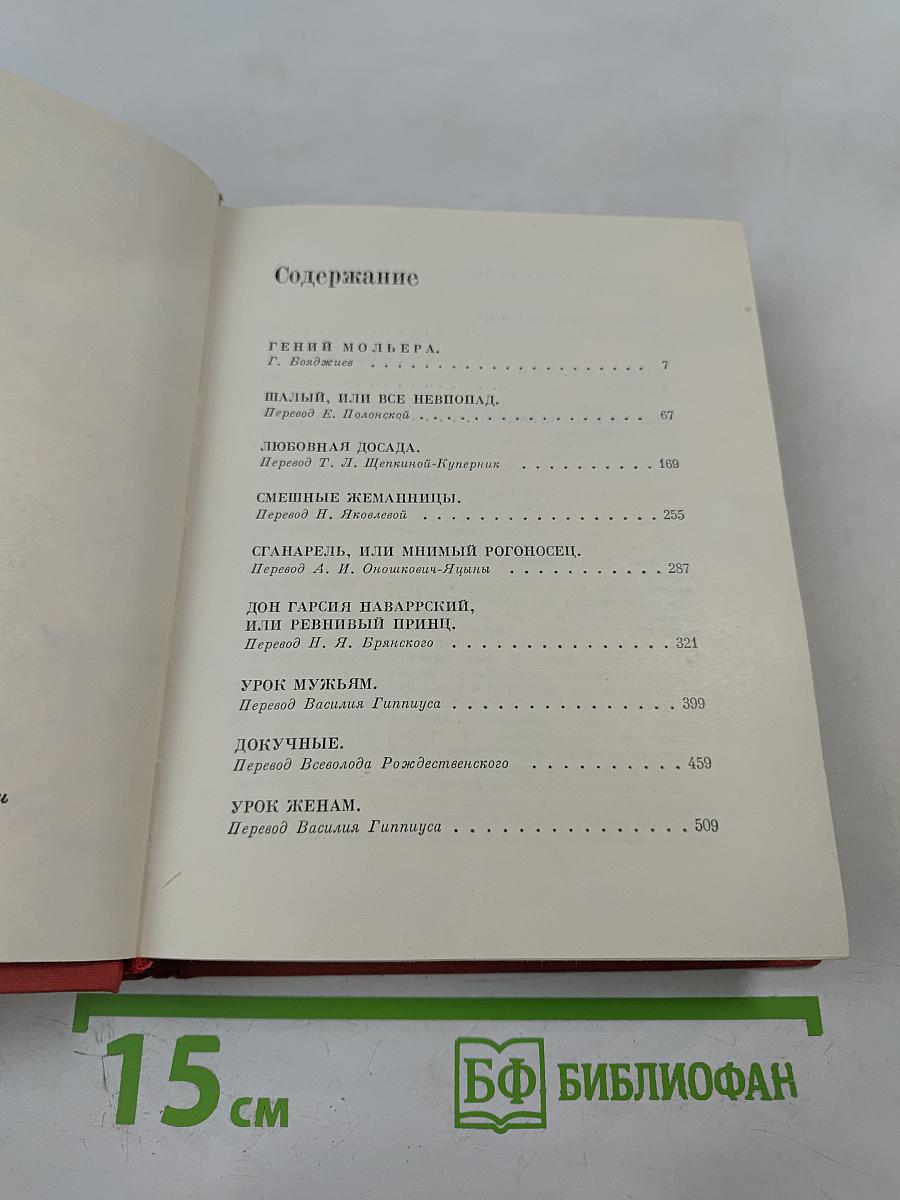 Содержание
ГЕНИЙ МОЛЬЕРА.
Г. Бояджиев . . . . . . . . . . . . . . . . . . . . . . 7
ШАЛЫЙ, ИЛИ ВСЕ НЕВПОПАД.
Перевод Е. Полонской . . . . . . . . . . . . . . . . . 67
ЛЮБОВНАЯ ДОСАДА.
Перевод Т. Л. Щепкиной-Куперник . . . . . . . . . . 169
СМЕШНЫЕ ЖЕМАННИЦЫ.
Перевод Н. Яковлевой . . . . . . . . . . . . . . . . . 255
СГАНАРЕЛЬ, ИЛИ МНИМЫЙ РОГОНОСЕЦ.
Перевод А. И. Оношкович-Яцыны . . . . . . . . . . . 287
ДОН ГАРСИЯ НАВАРРСКИЙ,
ИЛИ РЕВНИВЫЙ ПРИНЦ.
Перевод Н. Я. Брянского . . . . . . . . . . . . . . . 321
УРОК МУЖЬЯМ.
Перевод Василия Гиппиуса . . . . . . . . . . . . . . . 399
ДОКУЧНЫЕ.
Перевод Всеволода Рождественского . . . . . . . . . . 459
УРОК ЖЕНАМ.
Перевод Василия Гиппиуса . . . . . . . . . . . . . . . 509
15 см
БФ БИБЛИОФАН